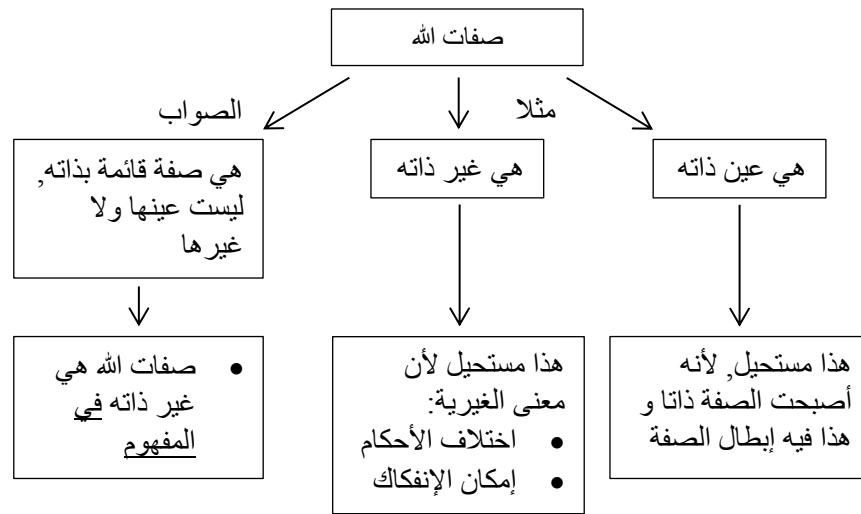 صفات الله
مثلا
الصواب
هي عين ذاته
هي غير ذاته
هي صفة قائمة بذاته,
ليست عينها ولا
غيرها
هذا مستحيل, لأنه
أصبحت الصفة ذاتا و
هذا فيه إبطال الصفة
هذا مستحيل لأن
معنى الغيرية:
• اختلاف الأحكام
• إمكان الإنفكاك
• صفات الله هي
غير ذاته في
المفهوم